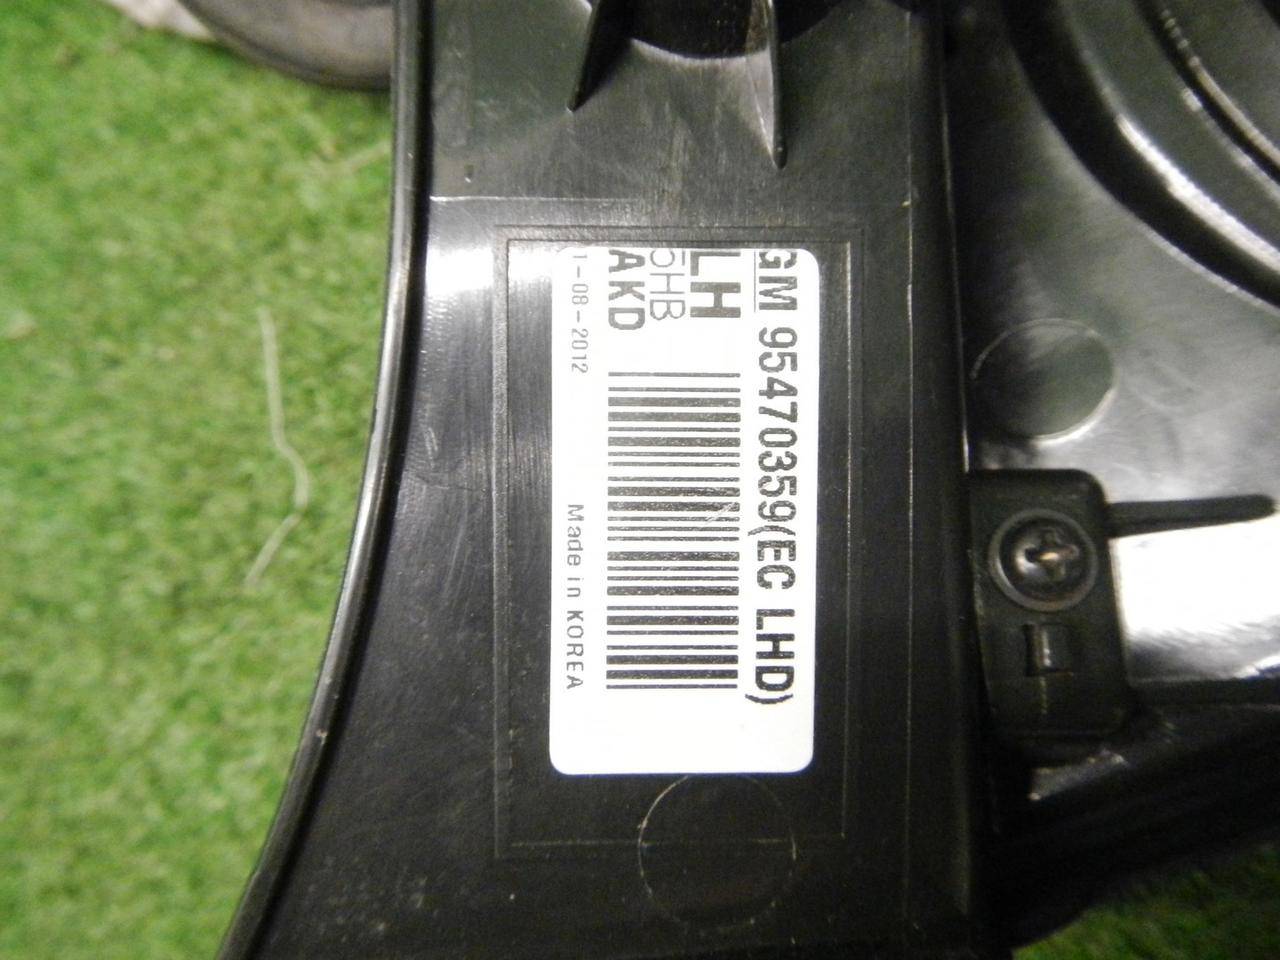 GM 95470359(EC LHD)
LH
5HB
AKD
1-08-2012
Made in KOREA